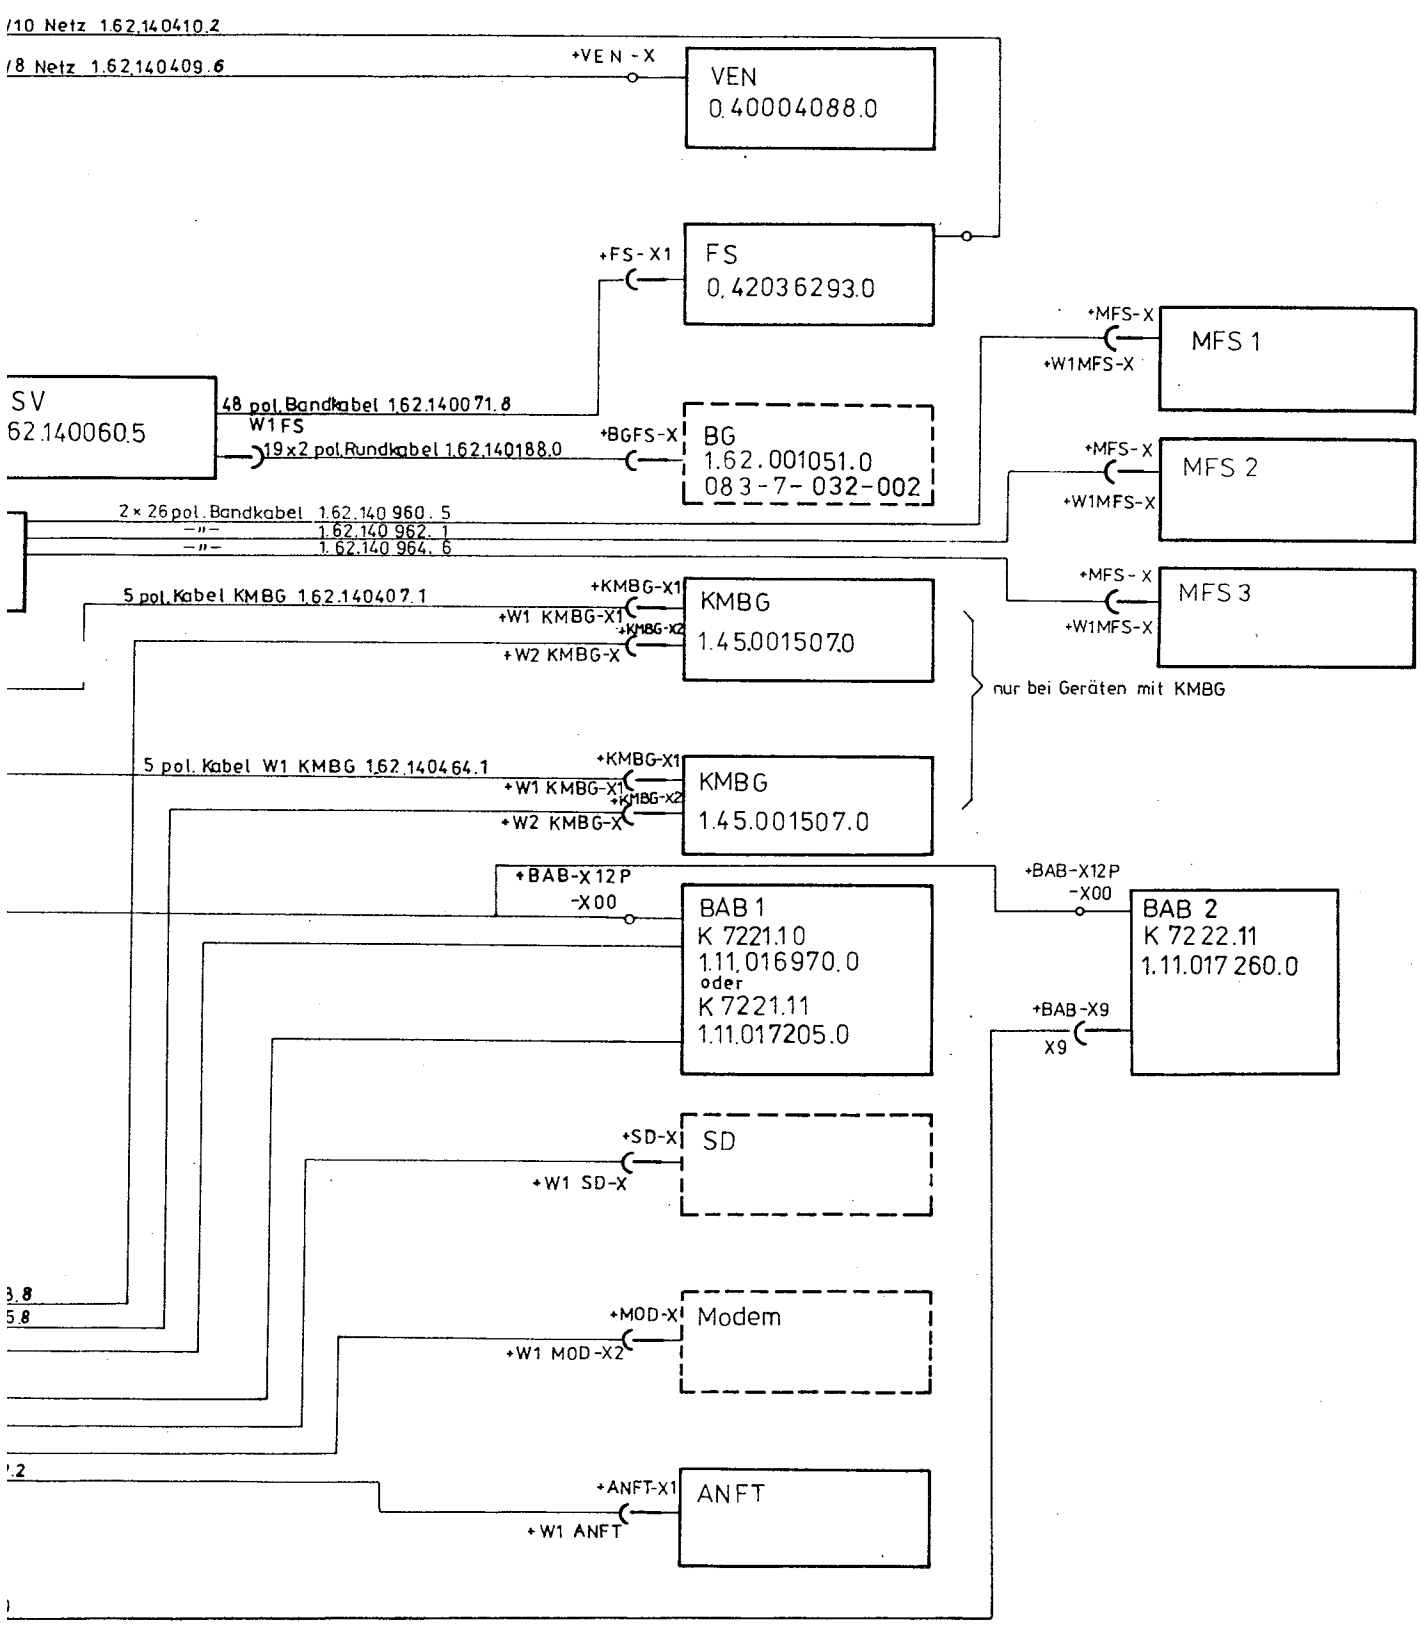 /10 Netz 1.62.140410.2
/8 Netz 1.62.140409.6
+VEN -X
VEN
0.40004088.0
+FS-X1
FS
0.42036293.0
+MFS-X
+W1MFS-X
MFS 1
SV
62.140060.5
48 pol. Bandkabel 1.62.140071.8
W1 FS
19x2 pol. Rundkabel 1.62.140188.0
+BGFS-X
BG
1.62.001051.0
083-7-032-002
+MFS-X
+W1MFS-X
MFS 2
2 × 26 pol. Bandkabel 1.62.140 960.5
-"- 1.62.140 962.1
-"- 1.62.140 964.6
+MFS-X
+W1MFS-X
MFS 3
5 pol. Kabel KMBG 1.62.140407.1
+KMBG-X1
+W1 KMBG-X1
+KMBG-X2
+W2 KMBG-X
KMBG
1.45.001507.0
nur bei Geräten mit KMBG
5 pol. Kabel W1 KMBG 1.62.140464.1
+KMBG-X1
+W1 KMBG-X1
+KMBG-X2
+W2 KMBG-X
KMBG
1.45.001507.0
+BAB-X12P
-X00
BAB 1
K 7221.10
1.11.016970.0
oder
K 7221.11
1.11.017205.0
+BAB-X12P
-X00
BAB 2
K 7222.11
1.11.017260.0
+BAB-X9
X9
+SD-X
+W1 SD-X
SD
.8
5.8
+MOD-X
+W1 MOD-X2
Modem
.2
+ANFT-X1
+W1 ANFT
ANFT